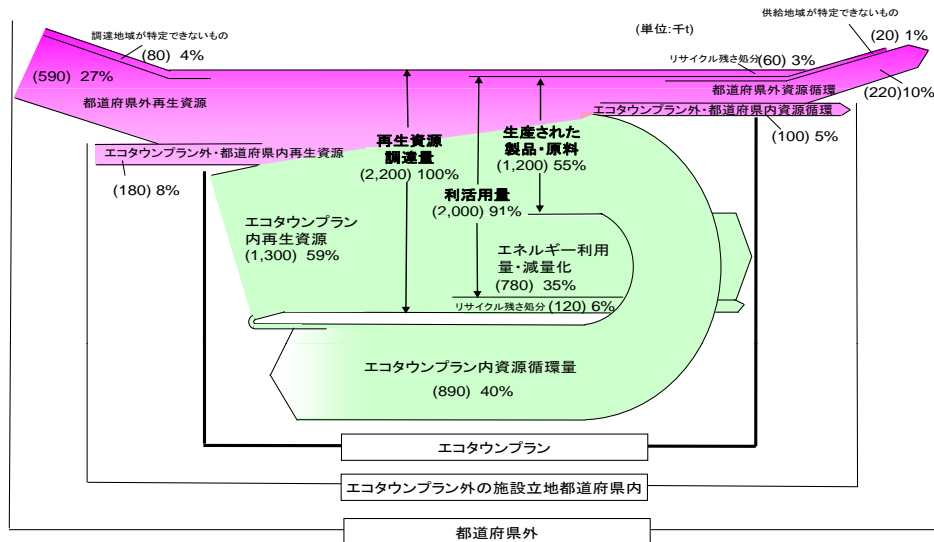 調達地域が特定できないもの
(80) 4%
(590) 27%
都道府県外再生資源
エコタウンプラン外・都道府県内再生資源
(180) 8%
(単位:千t)
供給地域が特定できないもの
(20) 1%
リサイクル残さ処分(60) 3%
都道府県外資源循環
(220)10%
エコタウンプラン外・都道府県内資源循環
(100) 5%
再生資源
調達量
(2,200) 100%
生産された
製品・原料
(1,200) 55%
利活用量
(2,000) 91%
エコタウンプラン
内再生資源
(1,300) 59%
エネルギー利用
量・減量化
(780) 35%
リサイクル残さ処分 (120) 6%
エコタウンプラン内資源循環量
(890) 40%
エコタウンプラン
エコタウンプラン外の施設立地都道府県内
都道府県外